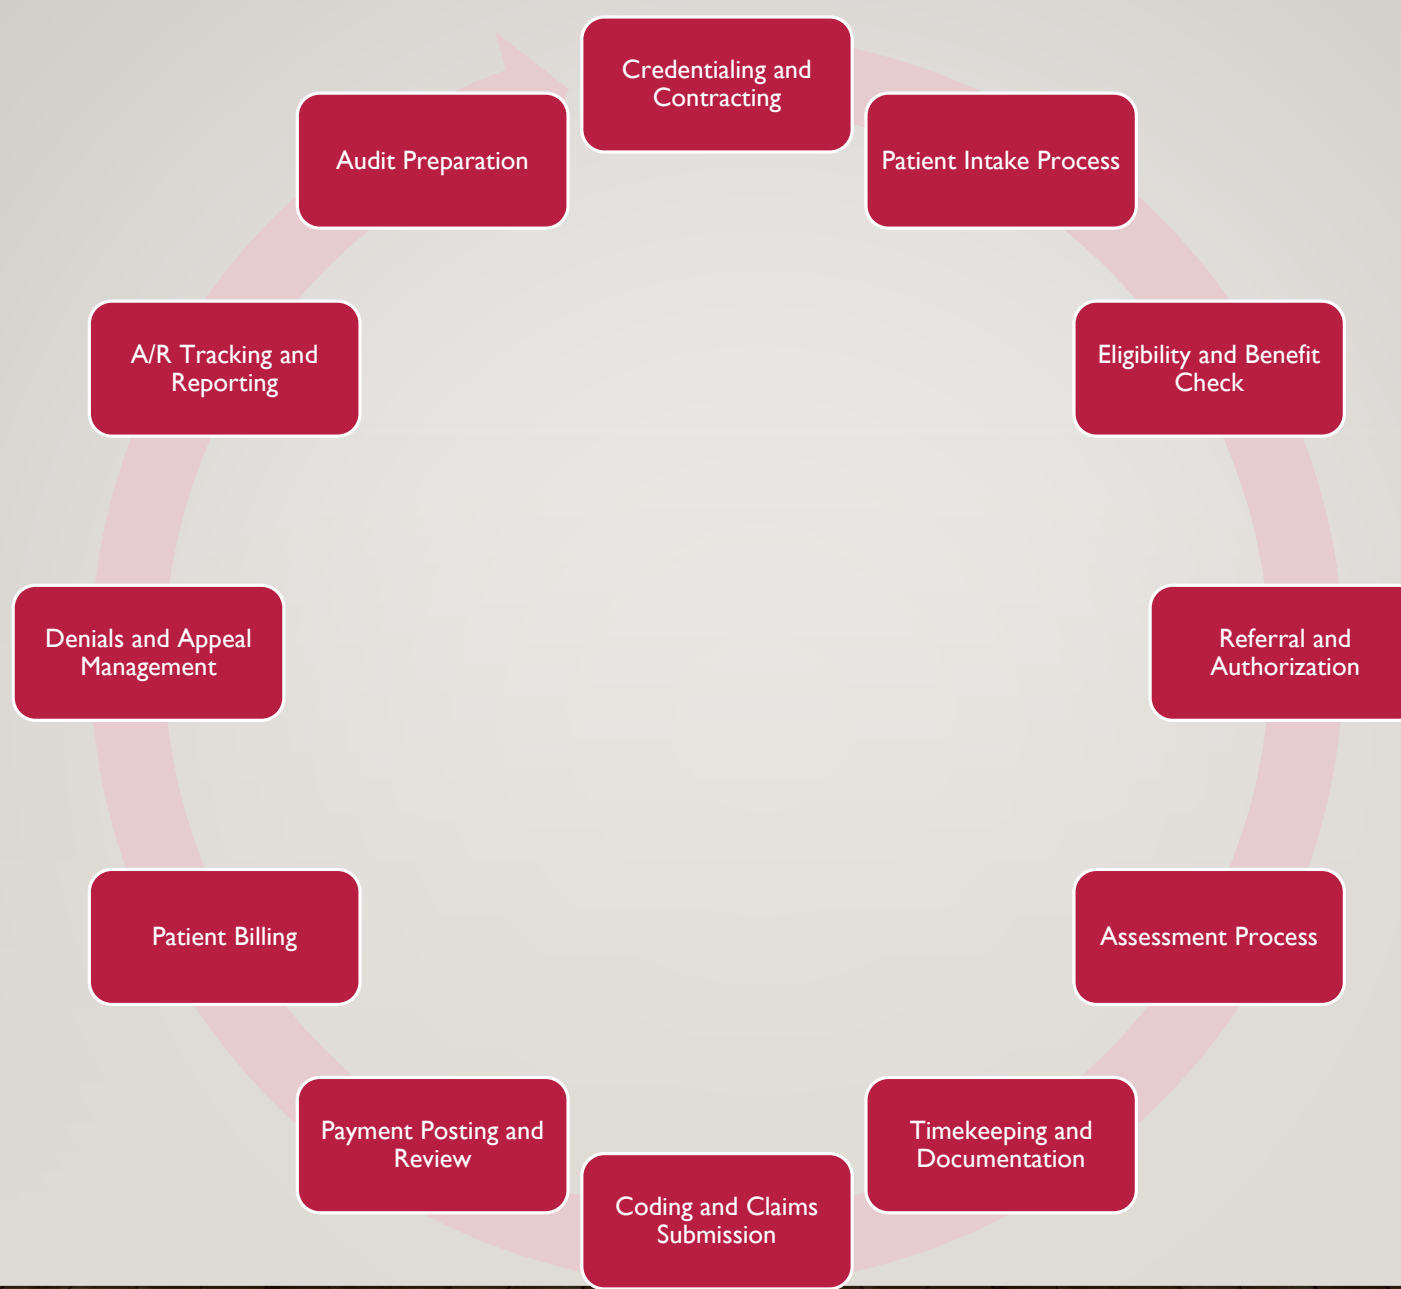 Credentialing and
Contracting
Patient Intake Process
Eligibility and Benefit
Check
Referral and
Authorization
Assessment Process
Timekeeping and
Documentation
Coding and Claims
Submission
Payment Posting and
Review
Patient Billing
Denials and Appeal
Management
A/R Tracking and
Reporting
Audit Preparation